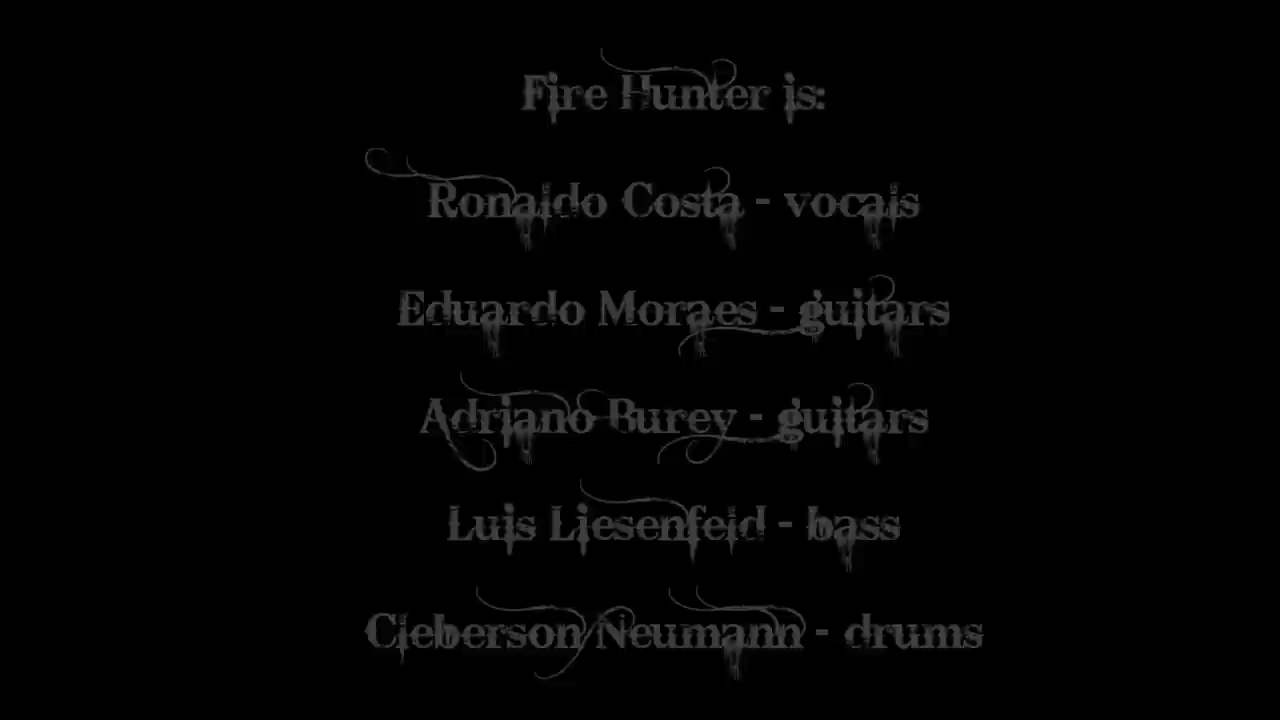 Fire Hunter is:
Ronaldo Costa - vocals
Eduardo Moraes - guitars
Adriano Burey - guitars
Luis Liesenfeld - bass
Cleberson Neumann - drums